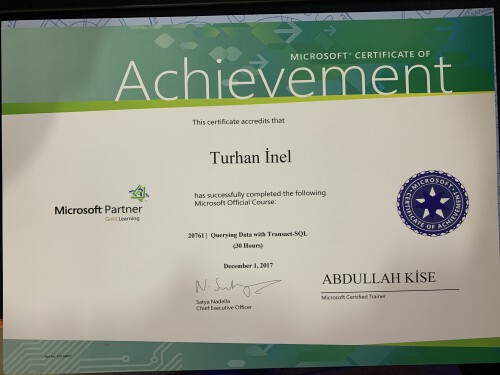 MICROSOFT® CERTIFICATE OF
Achievement
This certificate accredits that
Turhan İnel
has successfully completed the following
Microsoft Official Course:
Microsoft Partner
Gold Learning
MICROSOFT
CERTIFICATE OF ACHIEVEMENT
20761 | Querying Data with Transact-SQL
(30 Hours)
December 1, 2017
Satya Nadella
Chief Executive Officer
ABDULLAH KİSE
Microsoft Certified Trainer